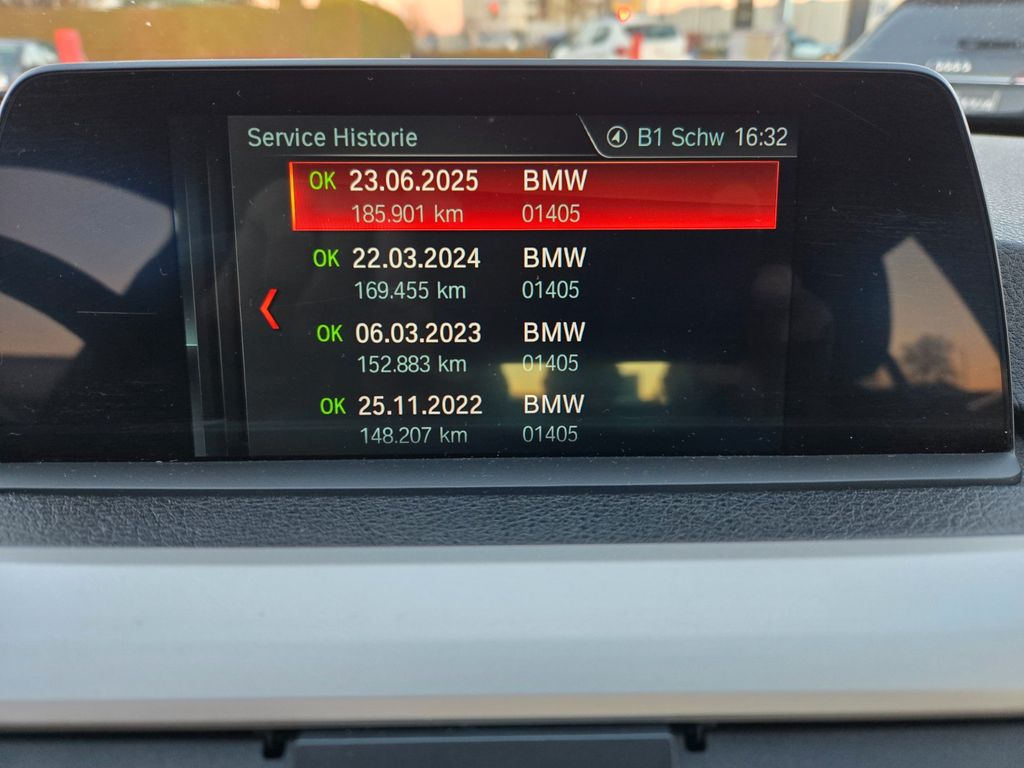 Service Historie B1 Schw 16:32
OK 23.06.2025 BMW
185.901 km 01405
OK 22.03.2024 BMW
169.455 km 01405
OK 06.03.2023 BMW
152.883 km 01405
OK 25.11.2022 BMW
148.207 km 01405